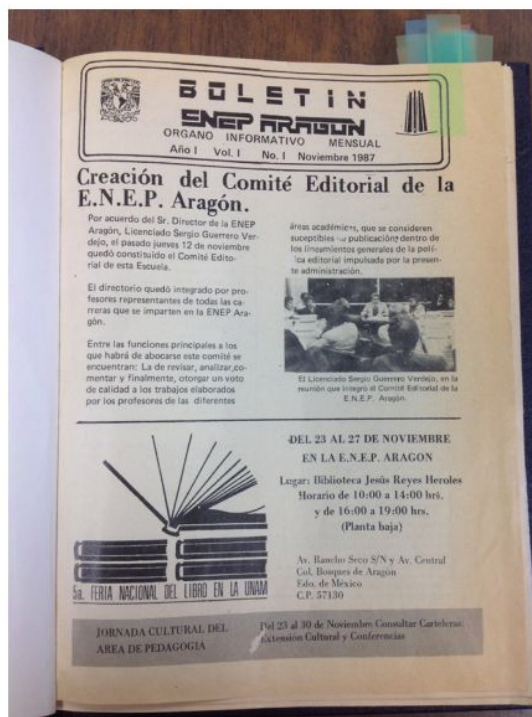 BOLETIN
ENEP ARAGON
ORGANO INFORMATIVO MENSUAL
Año I Vol. I No. I Noviembre 1987
Creación del Comité Editorial de la
E.N.E.P. Aragón.
Por acuerdo del Sr. Director de la ENEP
Aragón, Licenciado Sergio Guerrero Ver-
dejo, el pasado jueves 12 de noviembre
quedó constituido el Comité Edito-
rial de esta Escuela.
El directorio quedó integrado por pro-
fesores representantes de todas las ca-
rreras que se imparten en la ENEP Ara-
gón.
Entre las funciones principales a los
que habrá de abocarse este comité se
encuentran: La de revisar, analizar,co-
mentar y finalmente, otorgar un voto
de calidad a los trabajos elaborados
por los profesores de las diferentes
áreas académicas, que se consideren
suceptibles publicación dentro de
los lineamientos generales de la polí-
ica editorial impulsada por la presen-
te administración.
El Licenciado Sergio Guerrero Verdejo, en la
reunión que integró el Comité Editorial de la
E.N.E.P. Aragón.
DEL 23 AL 27 DE NOVIEMBRE
EN LA E.N.E.P. ARAGON
Lugar: Biblioteca Jesús Reyes Heroles
Horario de 10:00 a 14:00 hrs.
y de 16:00 a 19:00 hrs.
(Planta baja)
Av. Rancho Seco S/N y Av. Central
Col. Bosques de Aragón
Edo. de México
C.P. 57130
5a. FERIA NACIONAL DEL LIBRO EN LA UNAM
JORNADA CULTURAL DEL
AREA DE PEDAGOGIA
Del 23 al 30 de Noviembre Consultar Carteleras:
Extensión Cultural y Conferencias